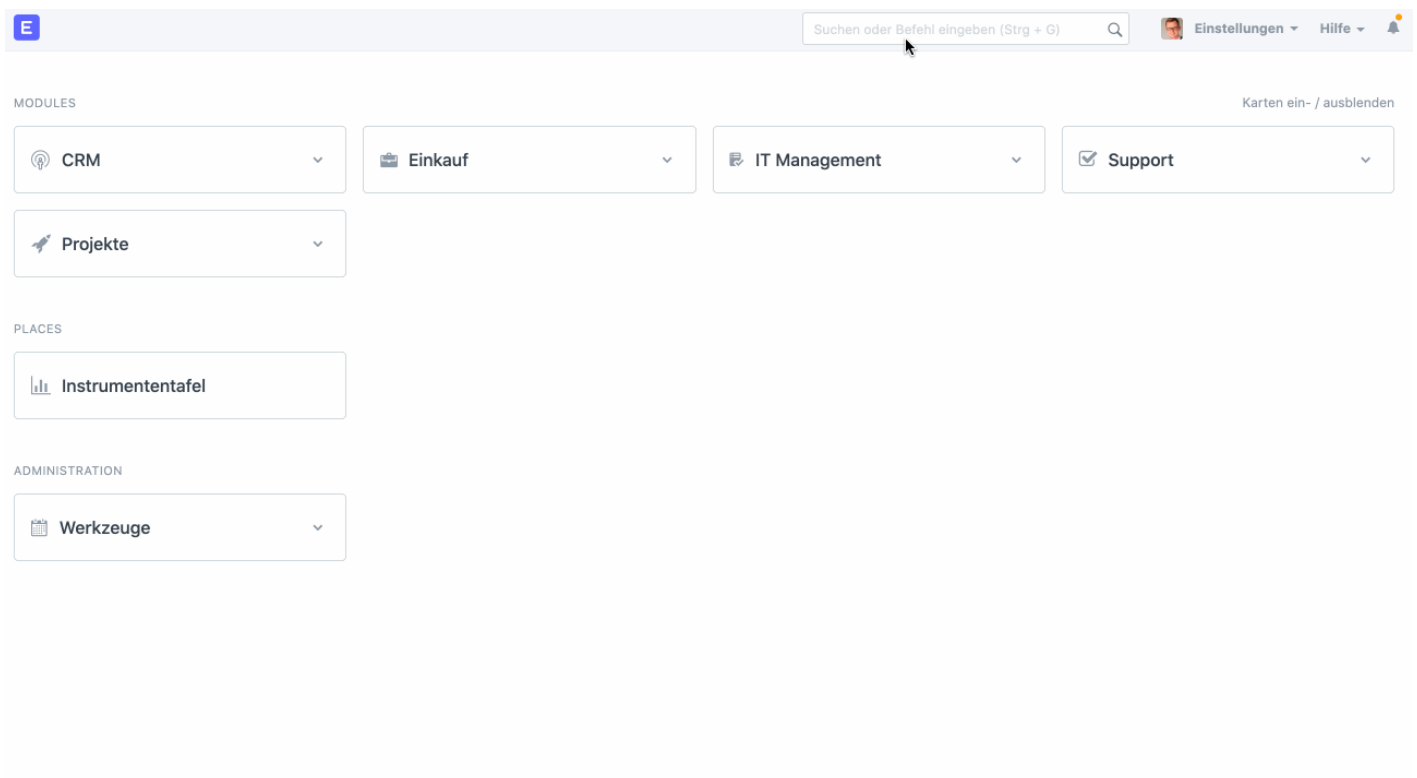 E
Suchen oder Befehl eingeben (Strg + G)
Einstellungen
Hilfe
MODULES
Karten ein- / ausblenden
CRM
Einkauf
IT Management
Support
Projekte
PLACES
Instrumententafel
ADMINISTRATION
Werkzeuge